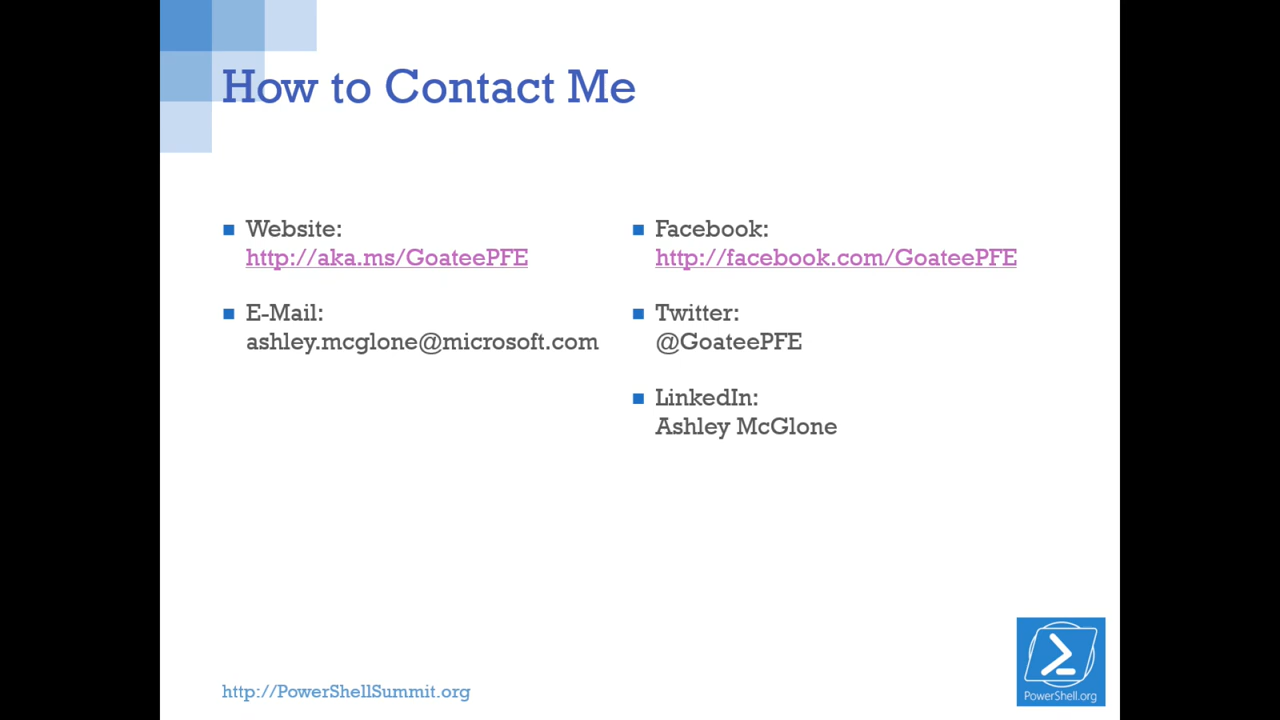 How to Contact Me
Website:
http://aka.ms/GoateePFE
E-Mail:
ashley.mcglone@microsoft.com
Facebook:
http://facebook.com/GoateePFE
Twitter:
@GoateePFE
LinkedIn:
Ashley McGlone
http://PowerShellSummit.org
PowerShell.org